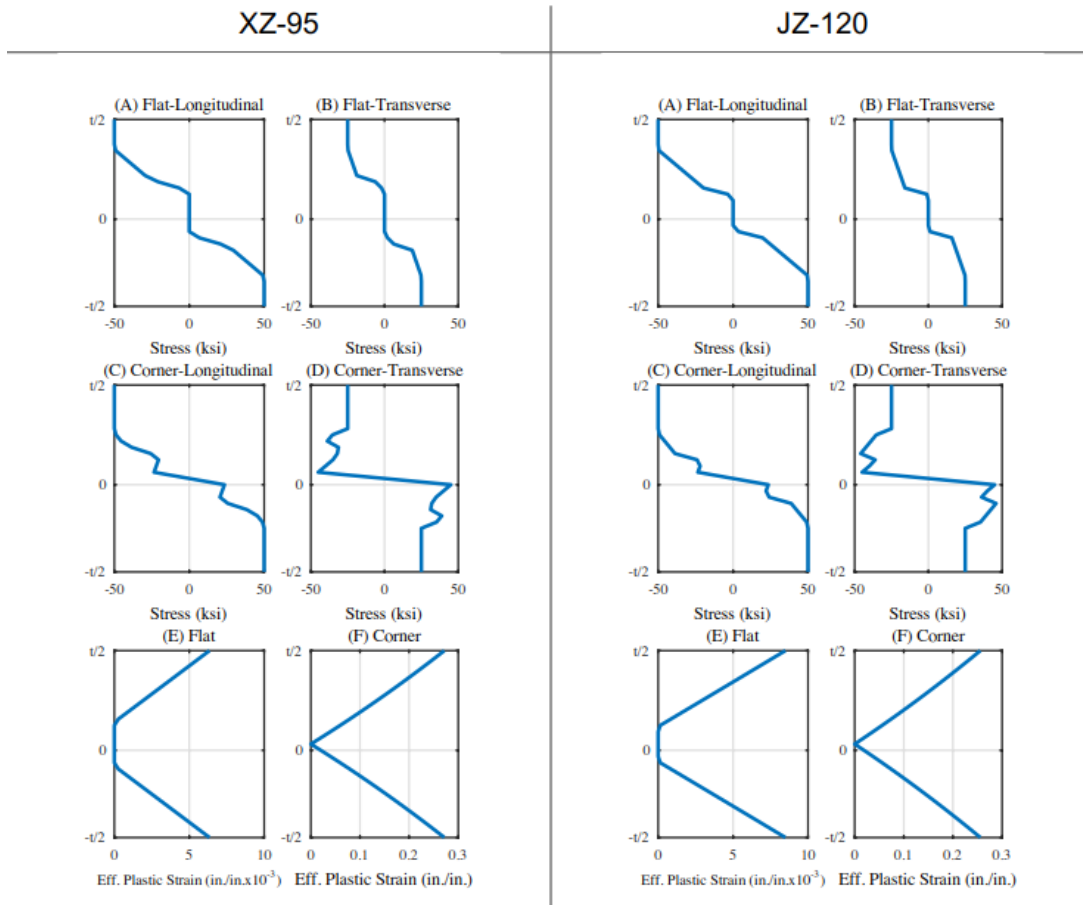 XZ-95
JZ-120
(A) Flat-Longitudinal
(B) Flat-Transverse
t/2
0
-t/2
-50 0 50
Stress (ksi)
t/2
0
-t/2
-50 0 50
Stress (ksi)
(C) Corner-Longitudinal
(D) Corner-Transverse
t/2
0
-t/2
-50 0 50
Stress (ksi)
t/2
0
-t/2
-50 0 50
Stress (ksi)
(E) Flat
(F) Corner
t/2
0
-t/2
0 5 10
Eff. Plastic Strain (in./in.x10⁻³)
t/2
0
-t/2
0 0.1 0.2 0.3
Eff. Plastic Strain (in./in.)
(A) Flat-Longitudinal
(B) Flat-Transverse
t/2
0
-t/2
-50 0 50
Stress (ksi)
t/2
0
-t/2
-50 0 50
Stress (ksi)
(C) Corner-Longitudinal
(D) Corner-Transverse
t/2
0
-t/2
-50 0 50
Stress (ksi)
t/2
0
-t/2
-50 0 50
Stress (ksi)
(E) Flat
(F) Corner
t/2
0
-t/2
0 5 10
Eff. Plastic Strain (in./in.x10⁻³)
t/2
0
-t/2
0 0.1 0.2 0.3
Eff. Plastic Strain (in./in.)